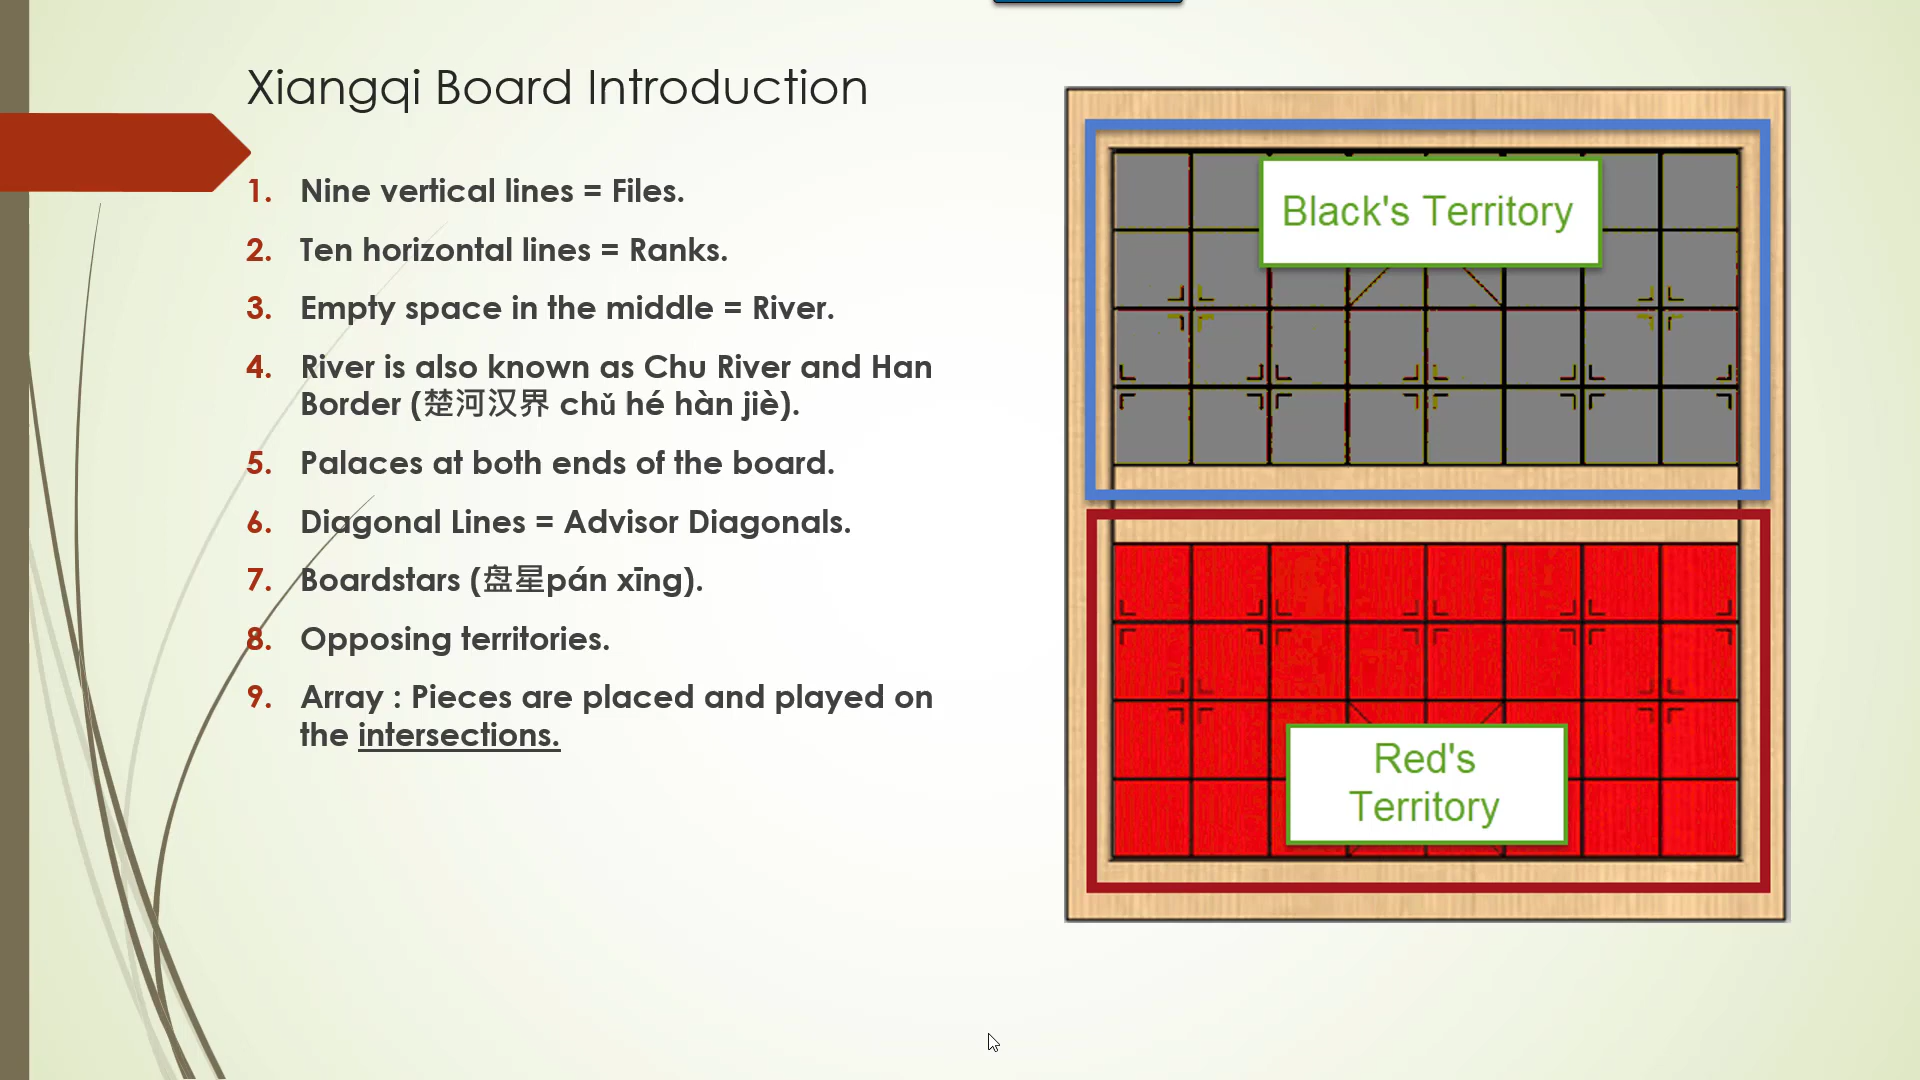 Xiangqi Board Introduction
1. Nine vertical lines = Files.
2. Ten horizontal lines = Ranks.
3. Empty space in the middle = River.
4. River is also known as Chu River and Han
Border (楚河汉界 chǔ hé hàn jiè).
5. Palaces at both ends of the board.
6. Diagonal Lines = Advisor Diagonals.
7. Boardstars (盘星pán xīng).
8. Opposing territories.
9. Array : Pieces are placed and played on
the intersections.
Black's Territory
Red's
Territory